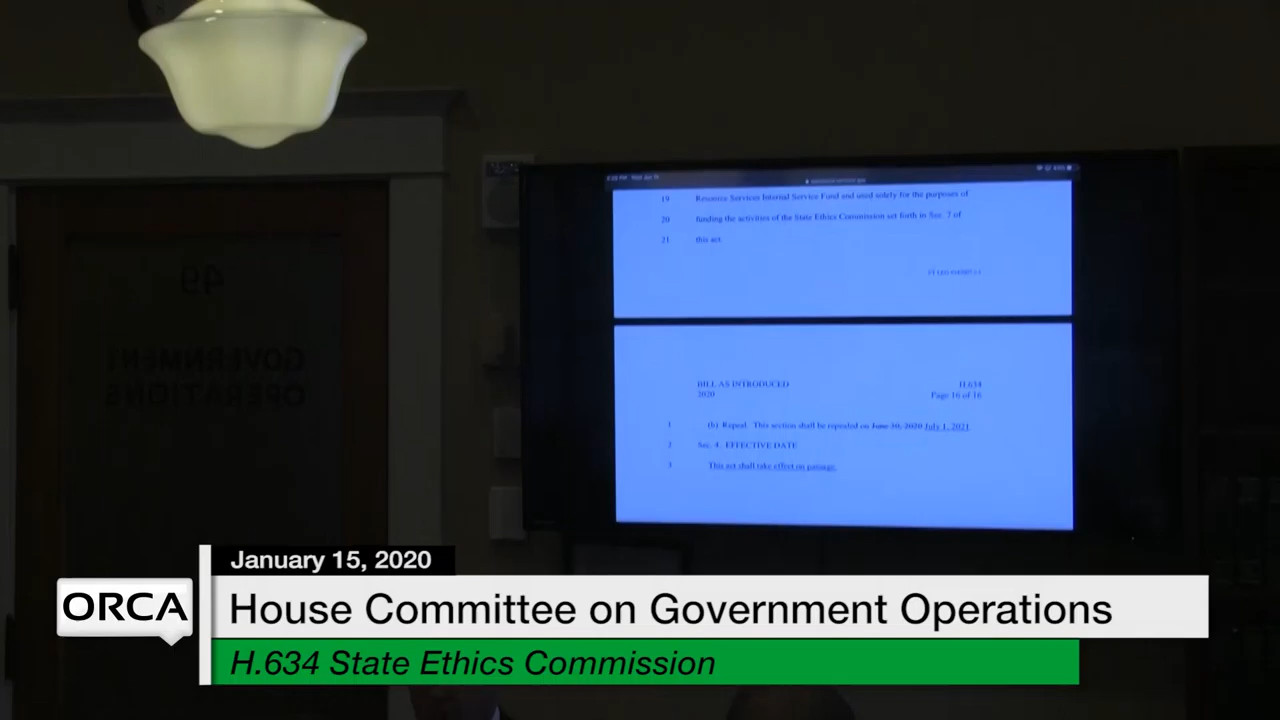 49
GOVERNMENT
OPERATIONS
19 Resource Services Internal Service Fund and used solely for the purposes of
20 funding the activities of the State Ethics Commission set forth in Sec. 7 of
21 this act.
BILL AS INTRODUCED H.634
2020 Page 16 of 16
1 (b) Repeal. This section shall be repealed on June 30, 2020 July 1, 2021.
2 Sec. 4. EFFECTIVE DATE
3 This act shall take effect on passage.
January 15, 2020
ORCA
House Committee on Government Operations
H.634 State Ethics Commission